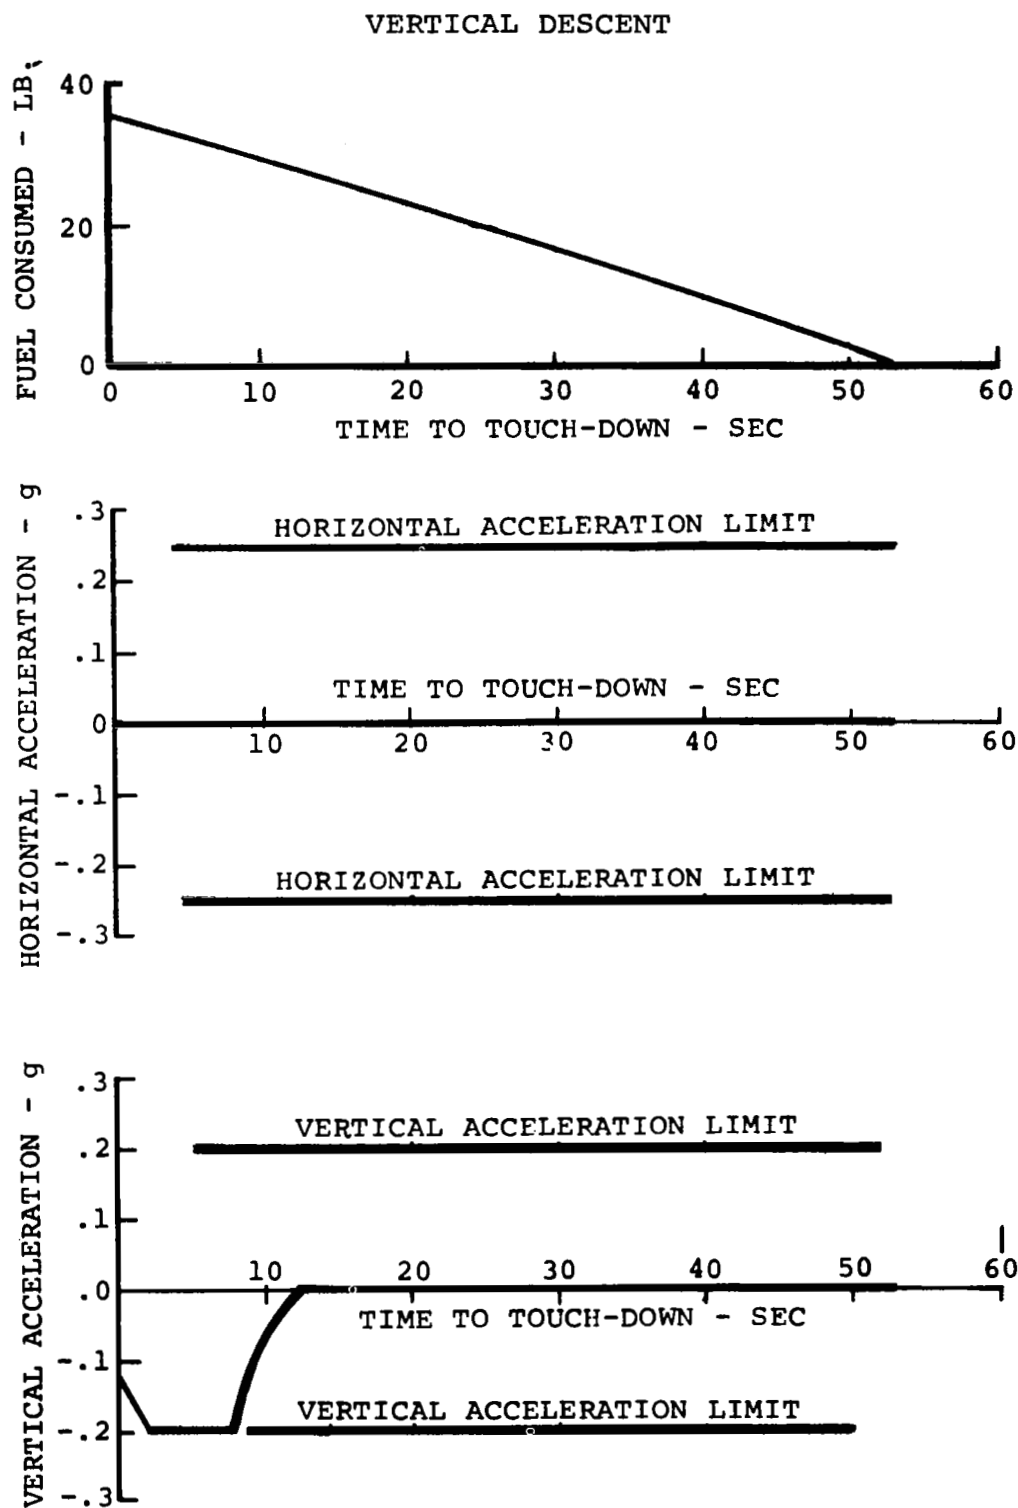 VERTICAL DESCENT
FUEL CONSUMED - LB.
40
20
0
0 10 20 30 40 50 60
TIME TO TOUCH-DOWN - SEC
HORIZONTAL ACCELERATION - g
.3
HORIZONTAL ACCELERATION LIMIT
.2
.1
TIME TO TOUCH-DOWN - SEC
0
10 20 30 40 50 60
-.1
-.2
HORIZONTAL ACCELERATION LIMIT
-.3
VERTICAL ACCELERATION - g
.3
VERTICAL ACCELERATION LIMIT
.2
.1
10 20 30 40 50 60
.0
TIME TO TOUCH-DOWN - SEC
-.1
VERTICAL ACCELERATION LIMIT
-.2
-.3